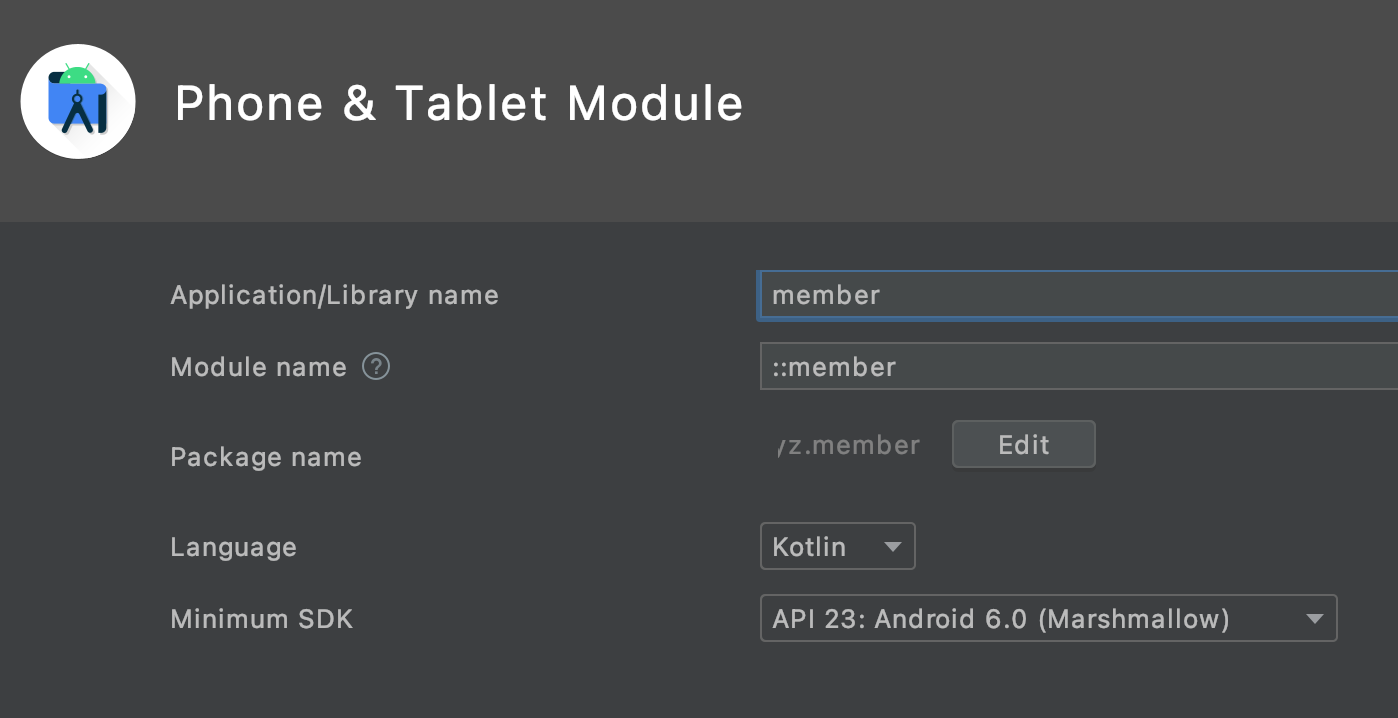 Phone & Tablet Module
Application/Library name
member
Module name ?
::member
Package name
yz.member
Edit
Language
Kotlin
Minimum SDK
API 23: Android 6.0 (Marshmallow)